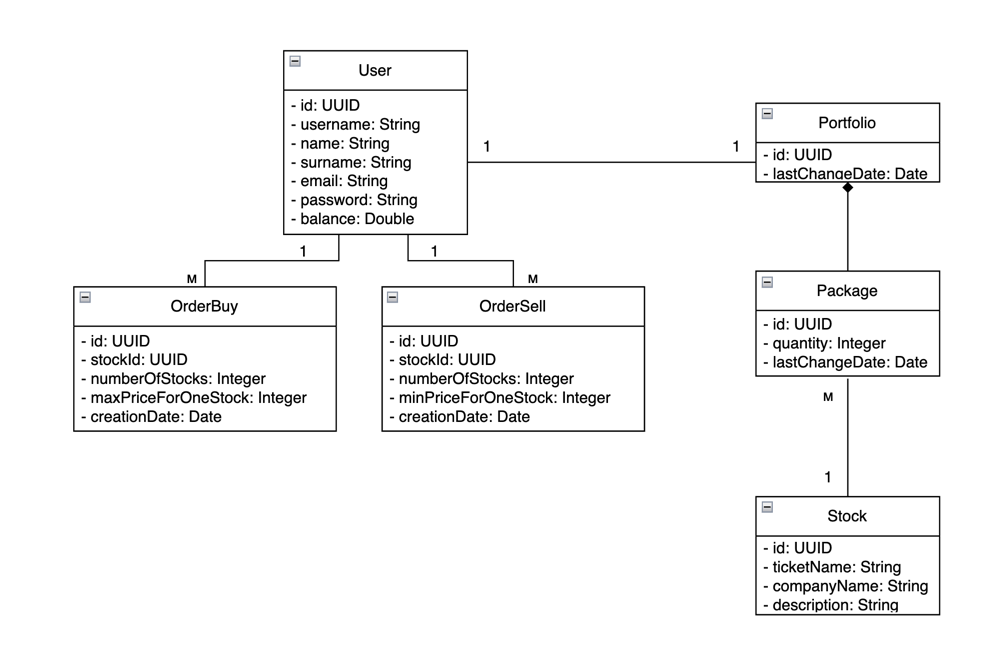 User
- id: UUID
- username: String
- name: String
- surname: String
- email: String
- password: String
- balance: Double
1
1
Portfolio
- id: UUID
- lastChangeDate: Date
1
M
1
M
OrderBuy
- id: UUID
- stockId: UUID
- numberOfStocks: Integer
- maxPriceForOneStock: Integer
- creationDate: Date
OrderSell
- id: UUID
- stockId: UUID
- numberOfStocks: Integer
- minPriceForOneStock: Integer
- creationDate: Date
Package
- id: UUID
- quantity: Integer
- lastChangeDate: Date
M
1
Stock
- id: UUID
- ticketName: String
- companyName: String
- description: String